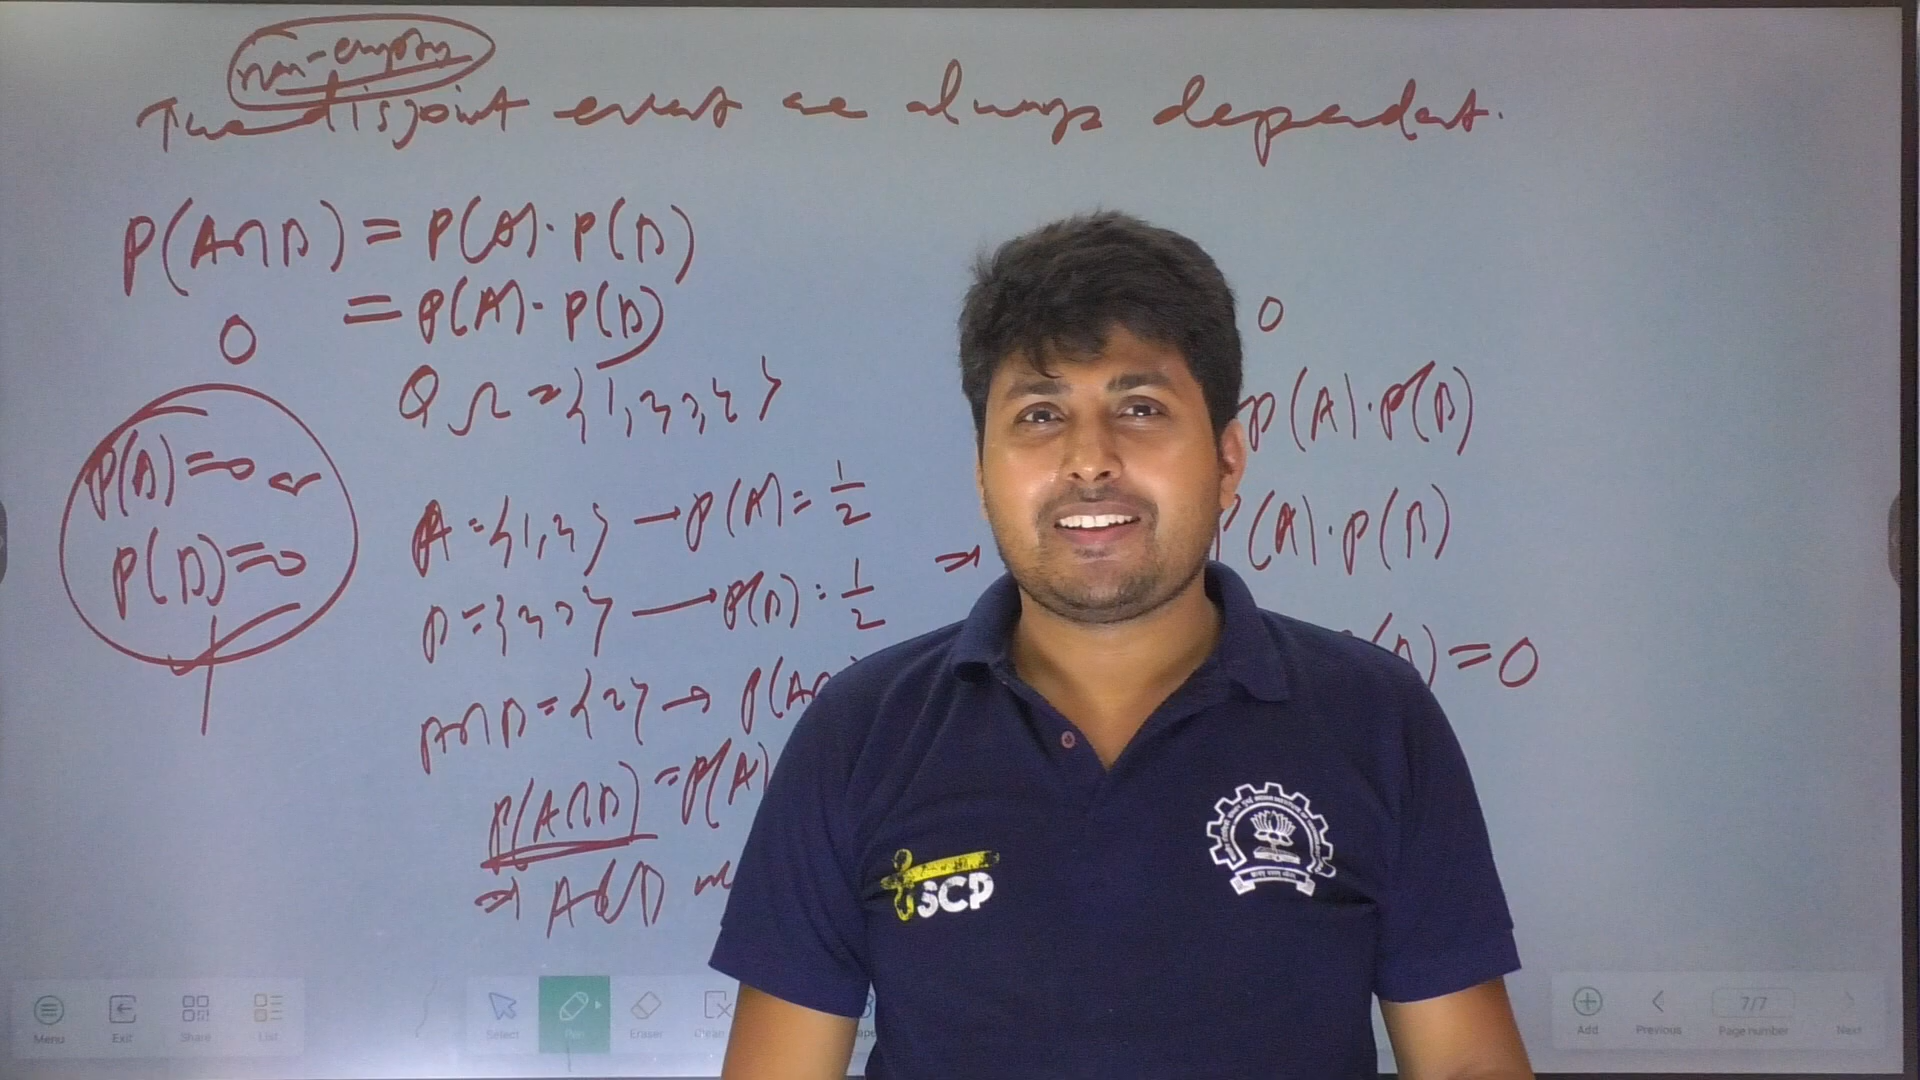 non-empty
Two disjoint event are always dependent.
P(A∩B) = P(A)·P(B)
0 = P(A)·P(B)
0
Ω = {1, 2, 3, 4}
P(A)·P(B)
P(A)=0 or
P(B)=0
A = {1, 2} → P(A) = 1/2
⇒ P(A)·P(B)
B = {2, 3} → P(B) : 1/2
=0
A∩B = {2} → P(A∩
P(A∩B) = P(A)
⇒ A & B
SCP
Menu
Exit
Share
List
Select
Pen
Eraser
Clean
Add
Previous
7/7
Page number
Next